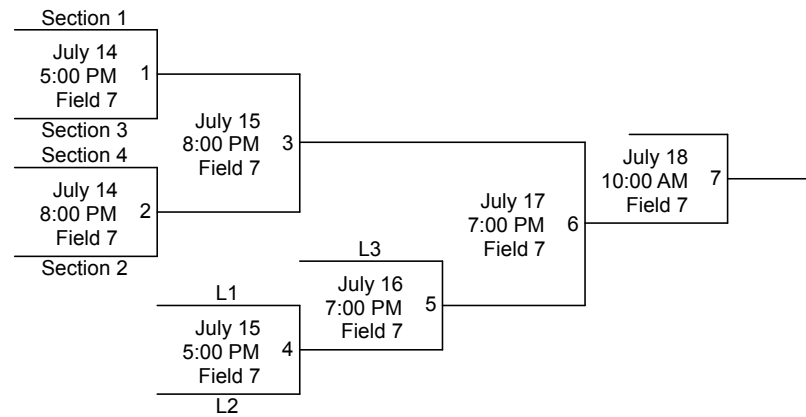 Section 1
July 14
5:00 PM
Field 7
1
Section 3
Section 4
July 14
8:00 PM
Field 7
2
Section 2
July 15
8:00 PM
Field 7
3
L1
July 15
5:00 PM
Field 7
4
L2
L3
July 16
7:00 PM
Field 7
5
July 17
7:00 PM
Field 7
6
July 18
10:00 AM
Field 7
7